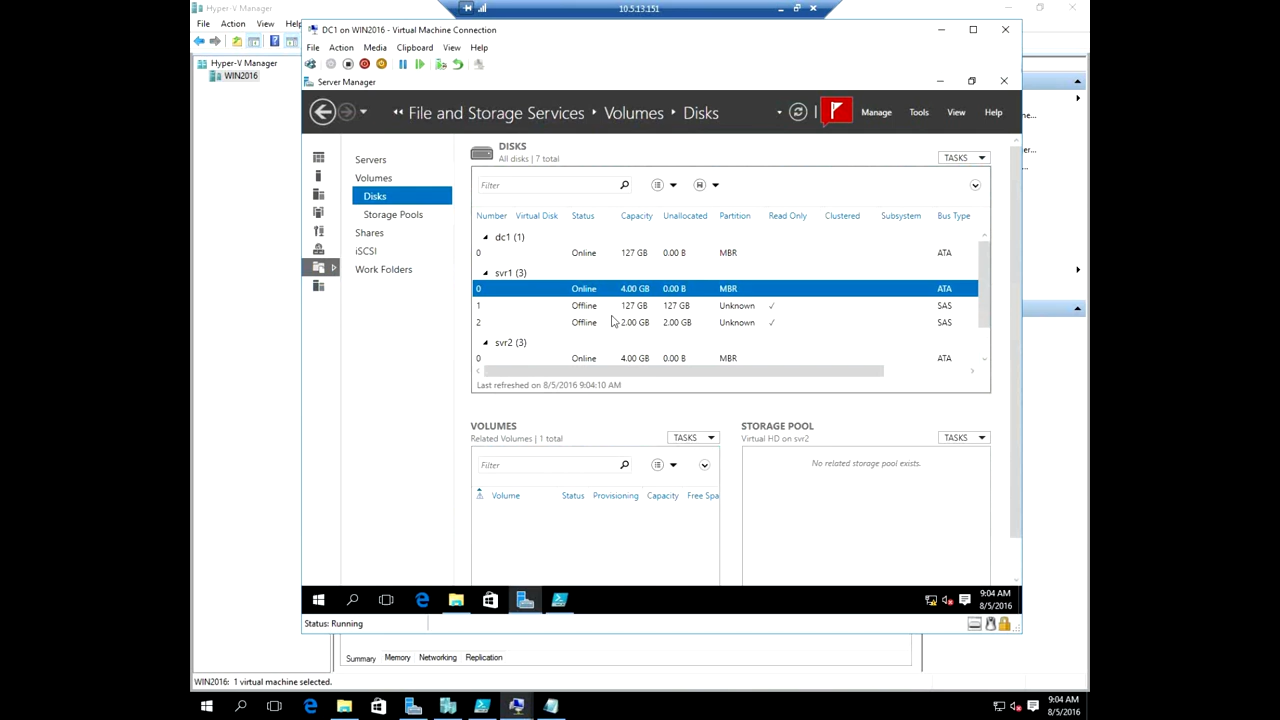 Hyper-V Manager
File Action View Help
Hyper-V Manager
WIN2016
10.5.13.151
DC1 on WIN2016 - Virtual Machine Connection
File Action Media Clipboard View Help
Server Manager
File and Storage Services Volumes Disks
Manage Tools View Help
Servers
Volumes
Disks
Storage Pools
Shares
iSCSI
Work Folders
DISKS
All disks | 7 total
TASKS
Filter
Number Virtual Disk Status Capacity Unallocated Partition Read Only Clustered Subsystem Bus Type
dc1 (1)
0 Online 127 GB 0.00 B MBR ATA
svr1 (3)
0 Online 4.00 GB 0.00 B MBR ATA
1 Offline 127 GB 127 GB Unknown ✓ SAS
2 Offline 2.00 GB 2.00 GB Unknown ✓ SAS
svr2 (3)
0 Online 4.00 GB 0.00 B MBR ATA
Last refreshed on 8/5/2016 9:04:10 AM
VOLUMES
Related Volumes | 1 total
TASKS
Filter
Volume Status Provisioning Capacity Free Spa
STORAGE POOL
Virtual HD on svr2
TASKS
No related storage pool exists.
9:04 AM
8/5/2016
Status: Running
Summary Memory Networking Replication
WIN2016: 1 virtual machine selected.
9:04 AM
8/5/2016